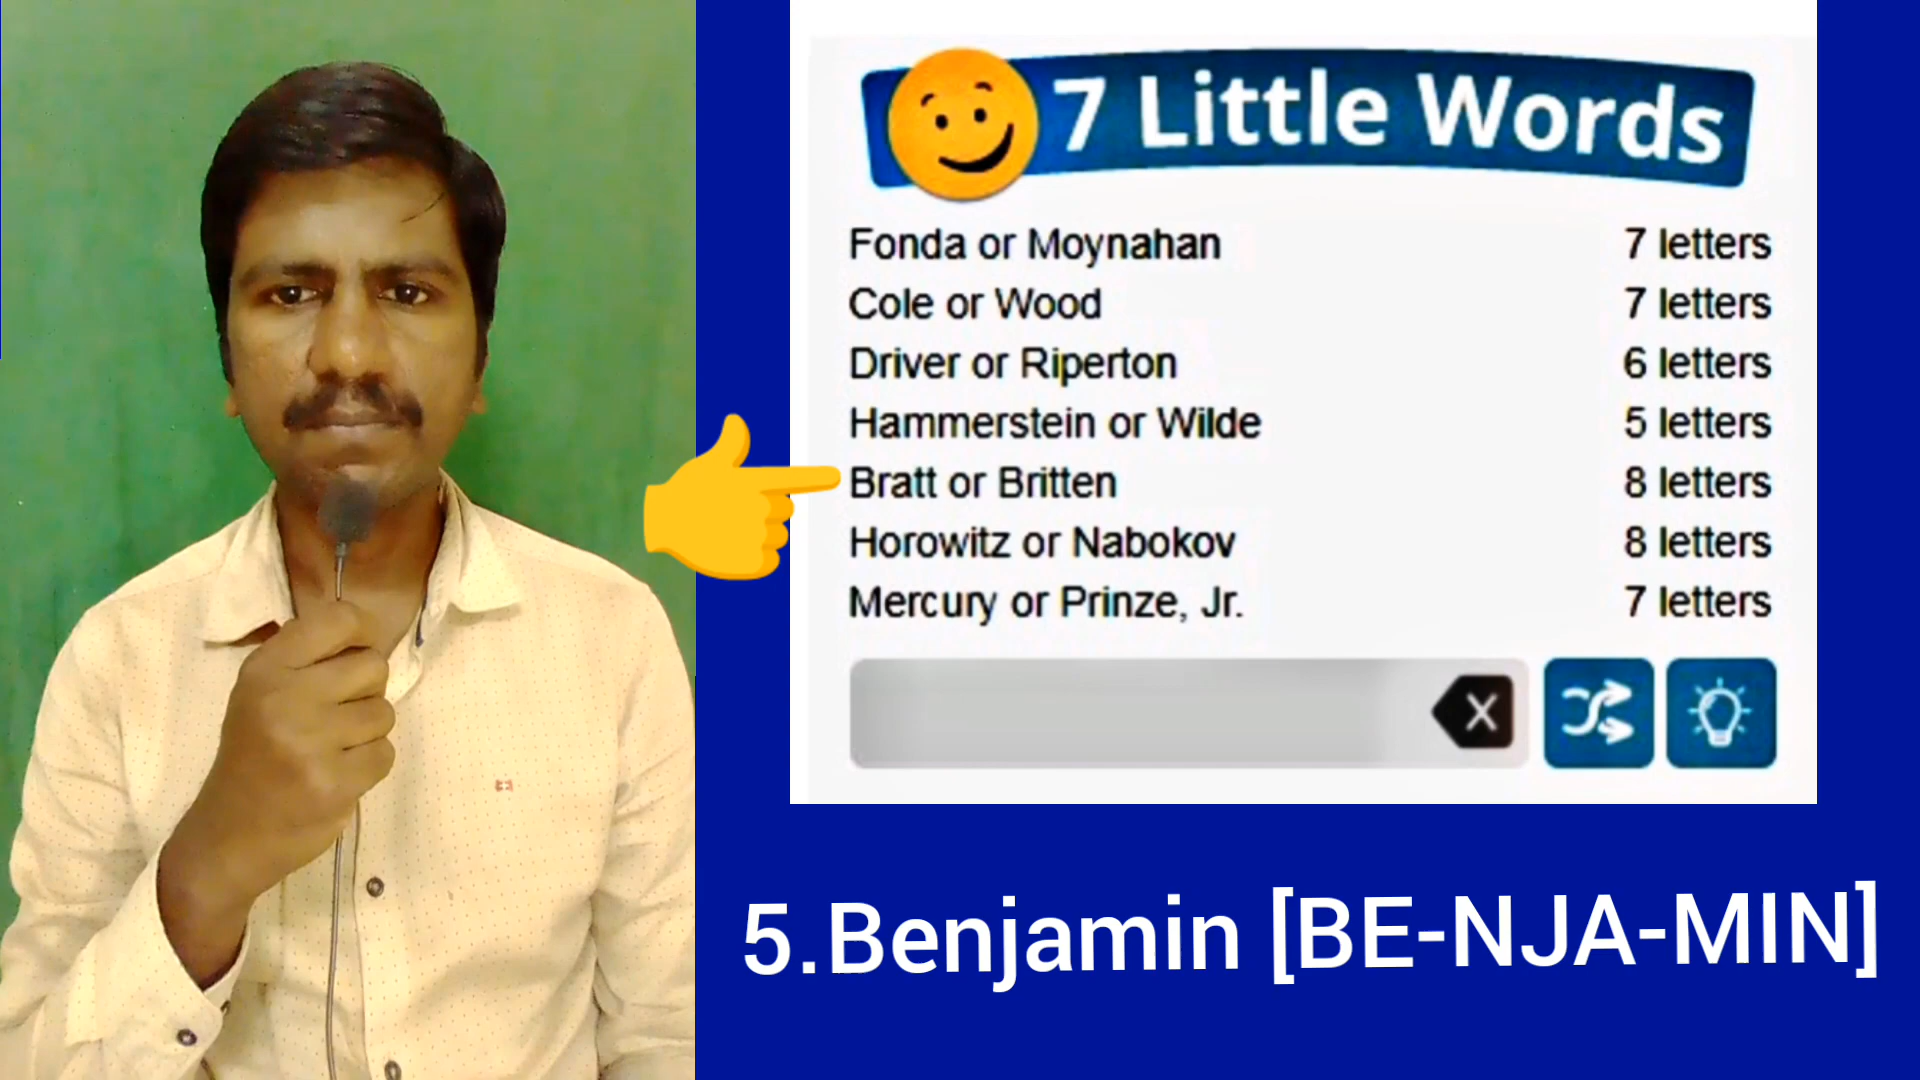 7 Little Words
Fonda or Moynahan 7 letters
Cole or Wood 7 letters
Driver or Riperton 6 letters
Hammerstein or Wilde 5 letters
Bratt or Britten 8 letters
Horowitz or Nabokov 8 letters
Mercury or Prinze, Jr. 7 letters
X
5.Benjamin [BE-NJA-MIN]